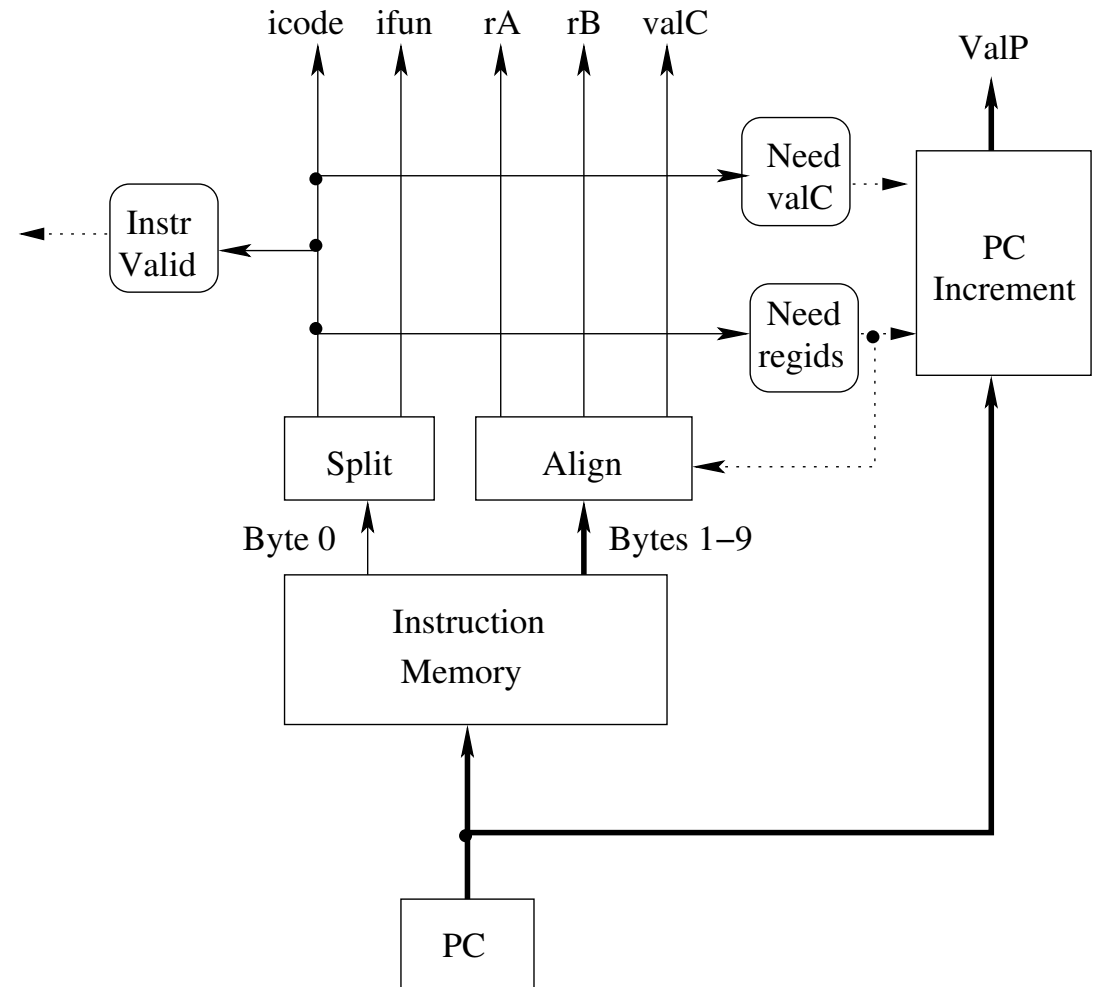 icode
ifun
rA
rB
valC
ValP
Need
valC
Instr
Valid
PC
Increment
Need
regids
Split
Align
Byte 0
Bytes 1−9
Instruction
Memory
PC